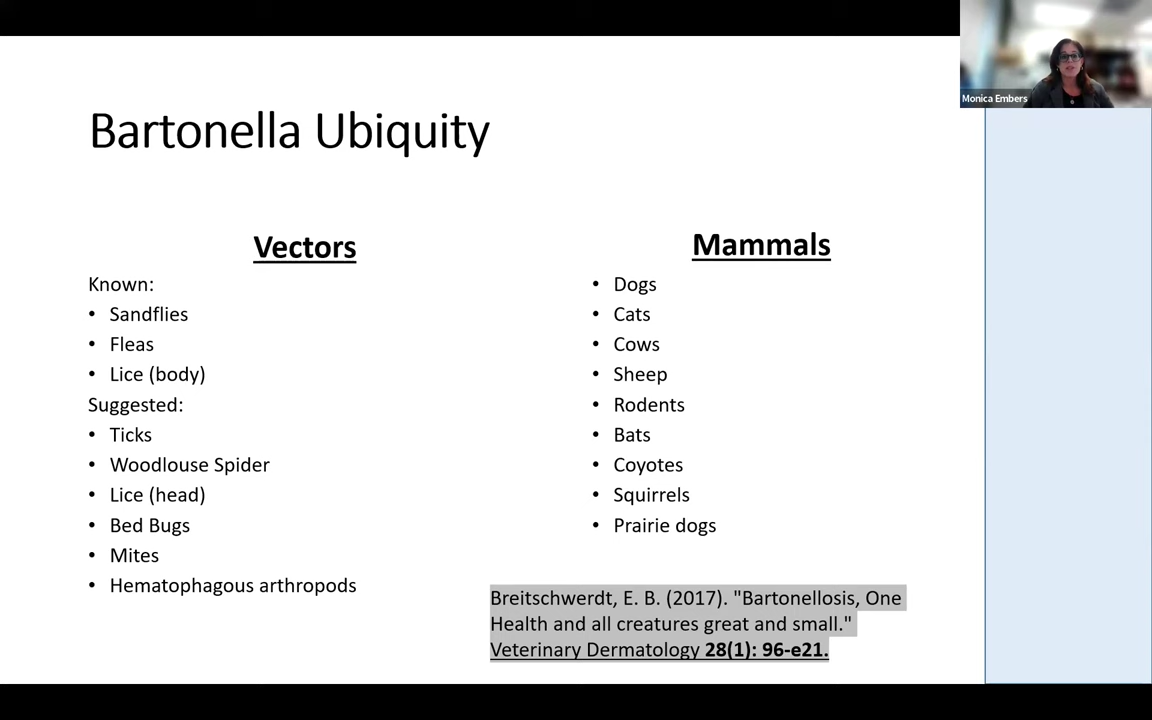 Monica Embers
Bartonella Ubiquity
Vectors
Known:
• Sandflies
• Fleas
• Lice (body)
Suggested:
• Ticks
• Woodlouse Spider
• Lice (head)
• Bed Bugs
• Mites
• Hematophagous arthropods
Mammals
• Dogs
• Cats
• Cows
• Sheep
• Rodents
• Bats
• Coyotes
• Squirrels
• Prairie dogs
Breitschwerdt, E. B. (2017). "Bartonellosis, One
Health and all creatures great and small."
Veterinary Dermatology 28(1): 96-e21.